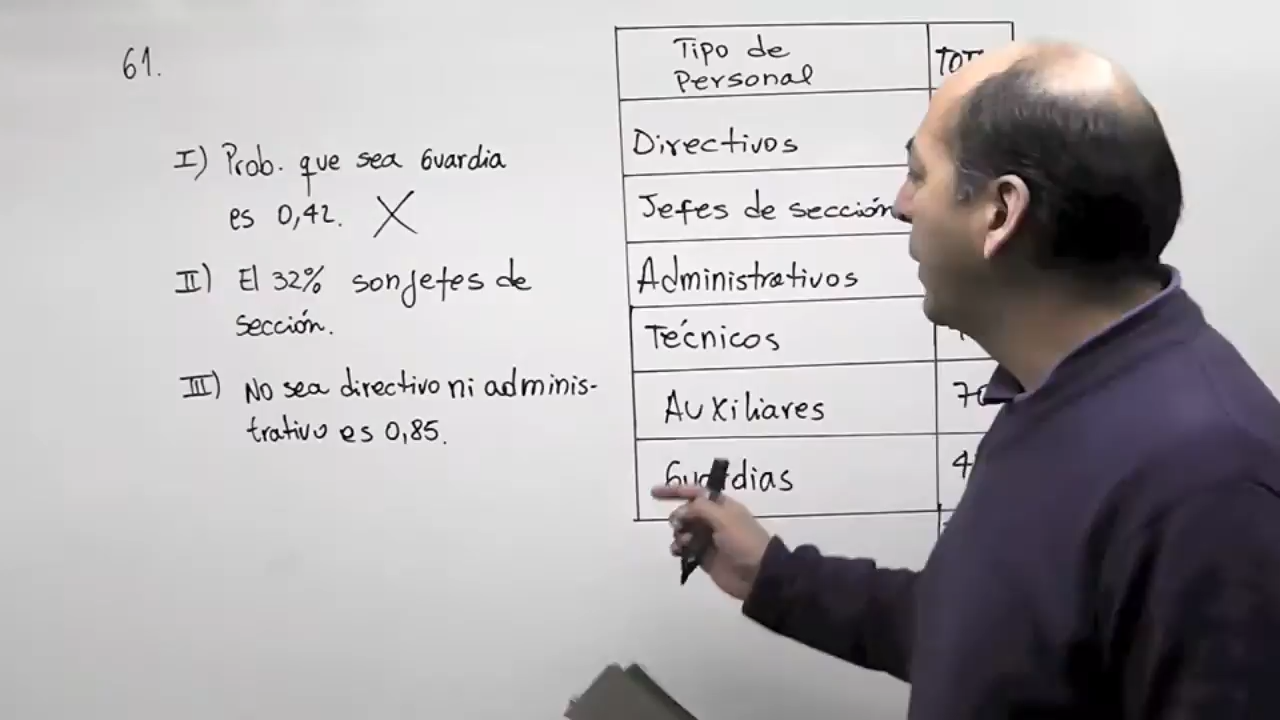 61.
I) Prob. que sea Guardia
es 0,42. X
II) El 32% son Jefes de
sección.
III) No sea directivo ni adminis-
trativo es 0,85.
Tipo de
Personal
Directivos
Jefes de sección
Administrativos
Técnicos
Auxiliares
Guardias